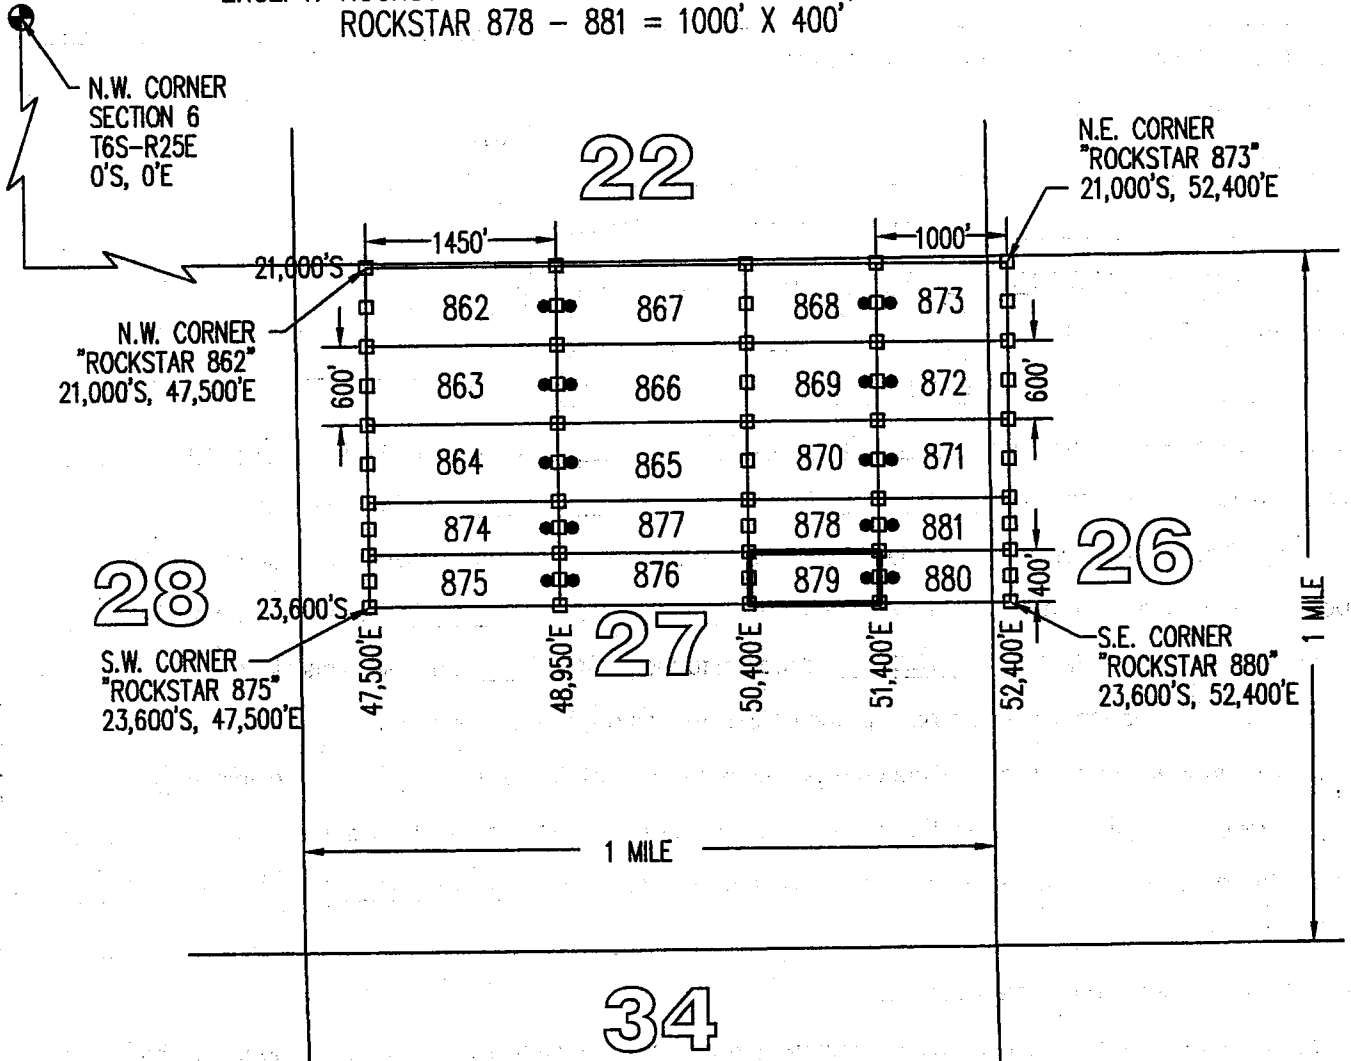 ROCKSTAR 878 - 881 = 1000' X 400'
N.W. CORNER
SECTION 6
T6S-R25E
0'S, 0'E
22
N.E. CORNER
"ROCKSTAR 873"
21,000'S, 52,400'E
1450'
1000'
21,000'S
862
867
868
873
N.W. CORNER
"ROCKSTAR 862"
21,000'S, 47,500'E
600'
863
866
869
872
600'
864
865
870
871
874
877
878
881
28
875
876
879
880
400'
26
1 MILE
23,600'S
27
S.W. CORNER
"ROCKSTAR 875"
23,600'S, 47,500'E
47,500'E
48,950'E
50,400'E
51,400'E
52,400'E
S.E. CORNER
"ROCKSTAR 880"
23,600'S, 52,400'E
1 MILE
34